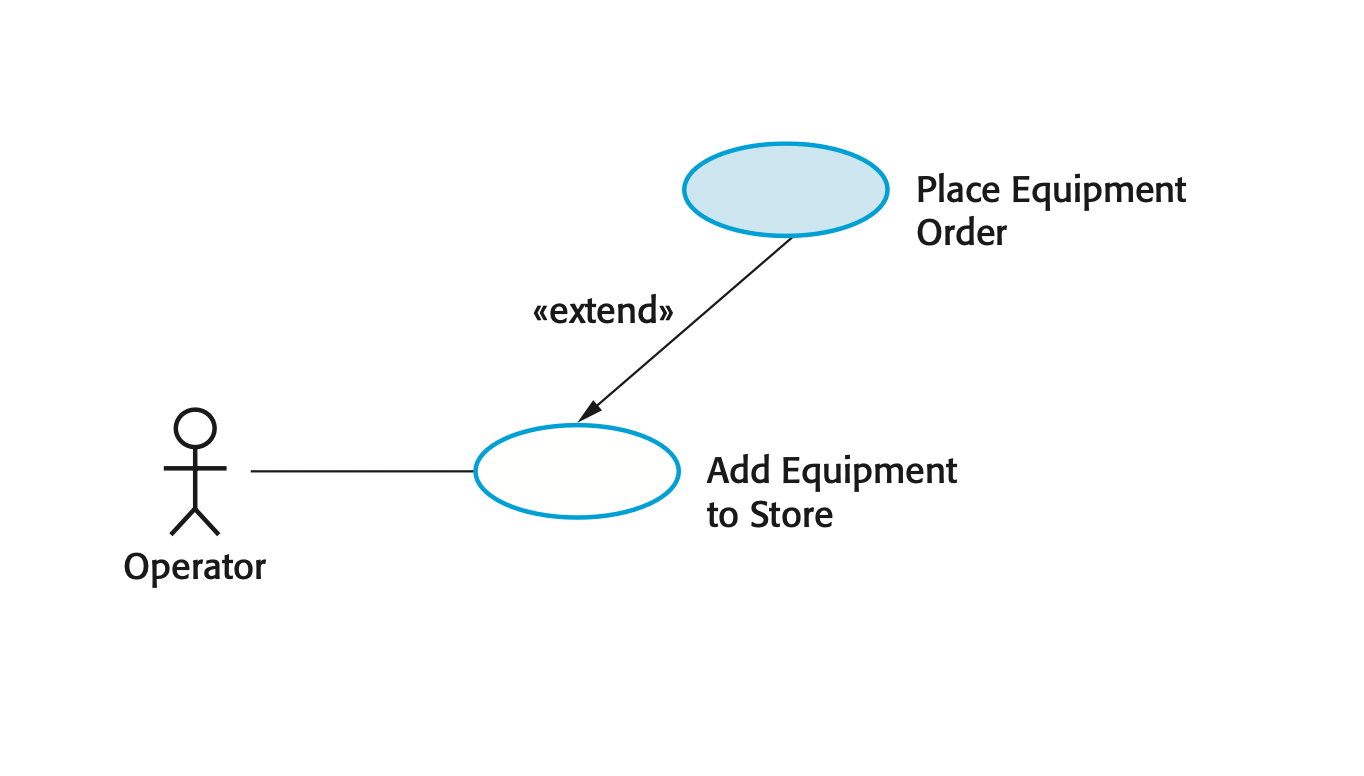 Place Equipment
Order
«extend»
Add Equipment
to Store
Operator